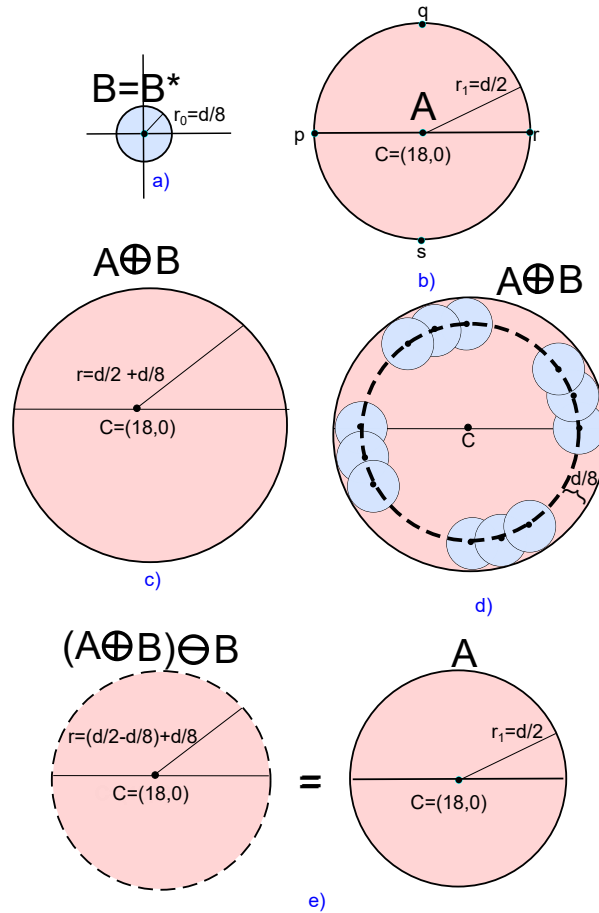 B=B*
r₀=d/8
a)
q
r₁=d/2
A
p
r
C=(18,0)
s
b)
A⊕B
r=d/2 +d/8
C=(18,0)
c)
A⊕B
C
d/8
d)
(A⊕B)⊖B
r=(d/2-d/8)+d/8
C=(18,0)
=
A
r₁=d/2
C=(18,0)
e)